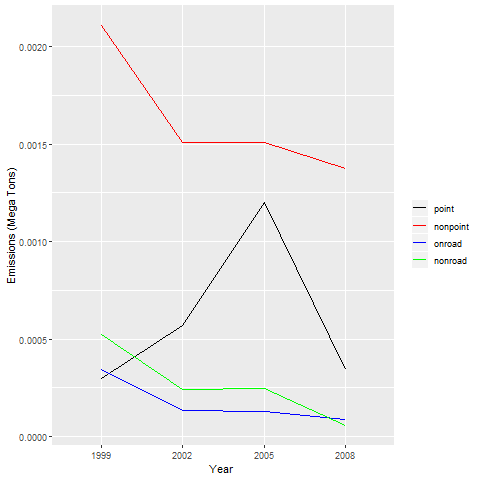 0.0020
0.0015
0.0010
0.0005
0.0000
Emissions (Mega Tons)
1999 2002 2005 2008
Year
point
nonpoint
onroad
nonroad